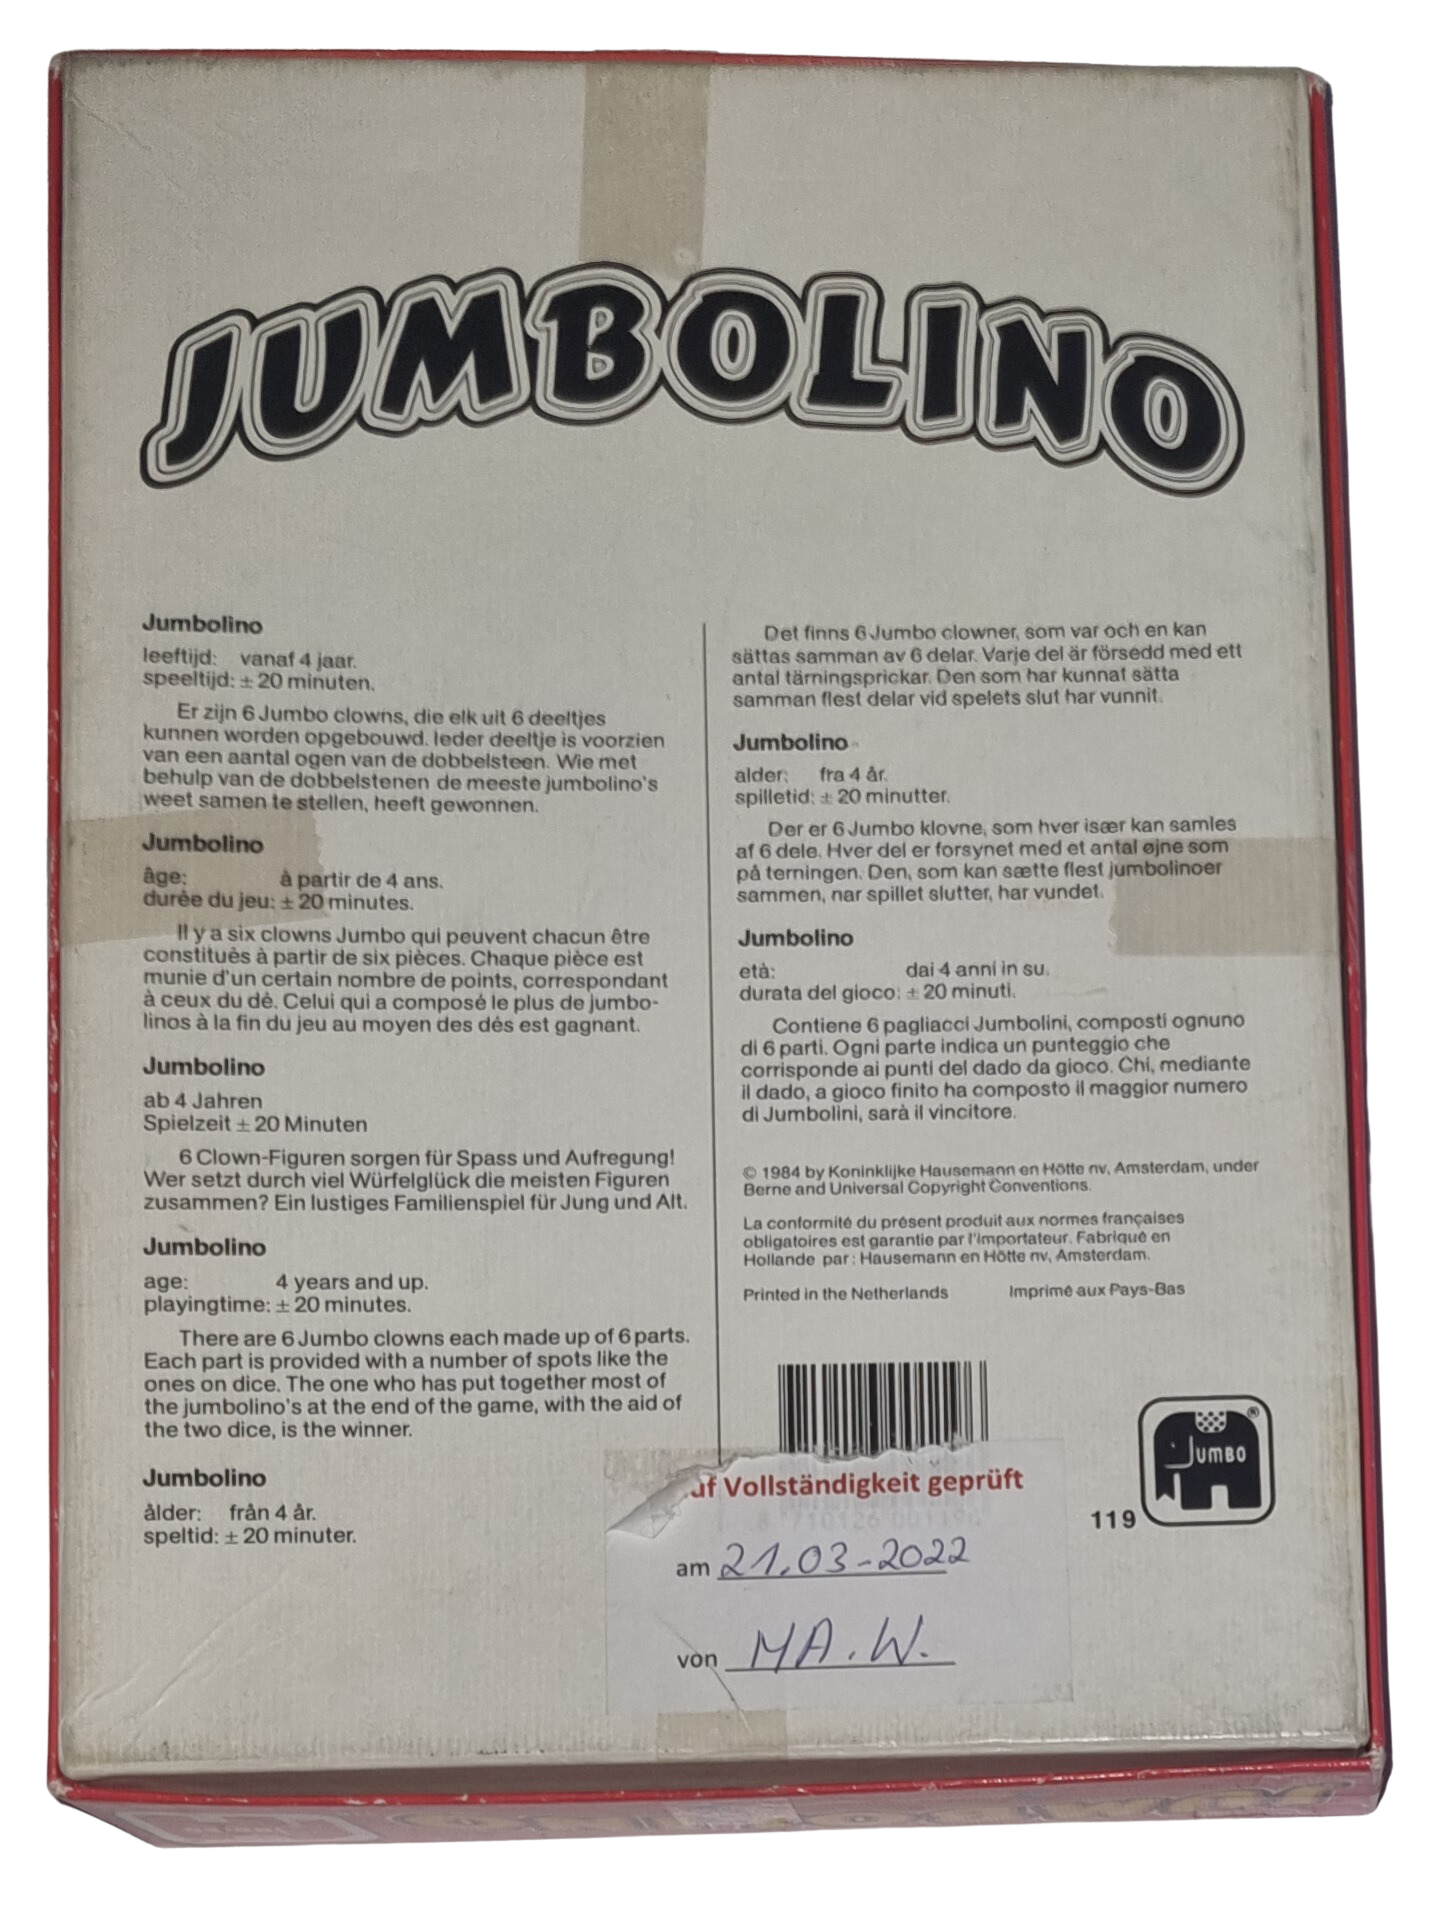 JUMBOLINO
Jumbolino
leeftijd: vanaf 4 jaar.
speeltijd: ± 20 minuten.
Er zijn 6 Jumbo clowns, die elk uit 6 deeltjes
kunnen worden opgebouwd. Ieder deeltje is voorzien
van een aantal ogen van de dobbelsteen. Wie met
behulp van de dobbelstenen de meeste jumbolino's
weet samen te stellen, heeft gewonnen.
Jumbolino
âge: à partir de 4 ans.
durée du jeu: ± 20 minutes.
Il y a six clowns Jumbo qui peuvent chacun être
constitués à partir de six pièces. Chaque pièce est
munie d'un certain nombre de points, correspondant
à ceux du dé. Celui qui a composé le plus de jumbo-
linos à la fin du jeu au moyen des dés est gagnant.
Jumbolino
ab 4 Jahren
Spielzeit ± 20 Minuten
6 Clown-Figuren sorgen für Spass und Aufregung!
Wer setzt durch viel Würfelglück die meisten Figuren
zusammen? Ein lustiges Familienspiel für Jung und Alt.
Jumbolino
age: 4 years and up.
playingtime: ± 20 minutes.
There are 6 Jumbo clowns each made up of 6 parts.
Each part is provided with a number of spots like the
ones on dice. The one who has put together most of
the jumbolino's at the end of the game, with the aid of
the two dice, is the winner.
Jumbolino
ålder: från 4 år.
speltid: ± 20 minuter.
Det finns 6 Jumbo clowner, som var och en kan
sättas samman av 6 delar. Varje del är försedd med ett
antal tärningsprickar. Den som har kunnat sätta
samman flest delar vid spelets slut har vunnit.
Jumbolino
alder: fra 4 år.
spilletid: ± 20 minutter.
Der er 6 Jumbo klovne, som hver især kan samles
af 6 dele. Hver del er forsynet med et antal øjne som
på terningen. Den, som kan sætte flest jumbolinoer
sammen, nar spillet slutter, har vundet.
Jumbolino
età: dai 4 anni in su.
durata del gioco: ± 20 minuti.
Contiene 6 pagliacci Jumbolini, composti ognuno
di 6 parti. Ogni parte indica un punteggio che
corrisponde ai punti del dado da gioco. Chi, mediante
il dado, a gioco finito ha composto il maggior numero
di Jumbolini, sarà il vincitore.
© 1984 by Koninklijke Hausemann en Hötte nv, Amsterdam, under
Berne and Universal Copyright Conventions.
La conformité du présent produit aux normes françaises
obligatoires est garantie par l'importateur. Fabriqué en
Hollande par: Hausemann en Hötte nv, Amsterdam.
Printed in the Netherlands Imprimé aux Pays-Bas
JUMBO ®
119
uf Vollständigkeit geprüft
am 21.03-2022
von MA.W.